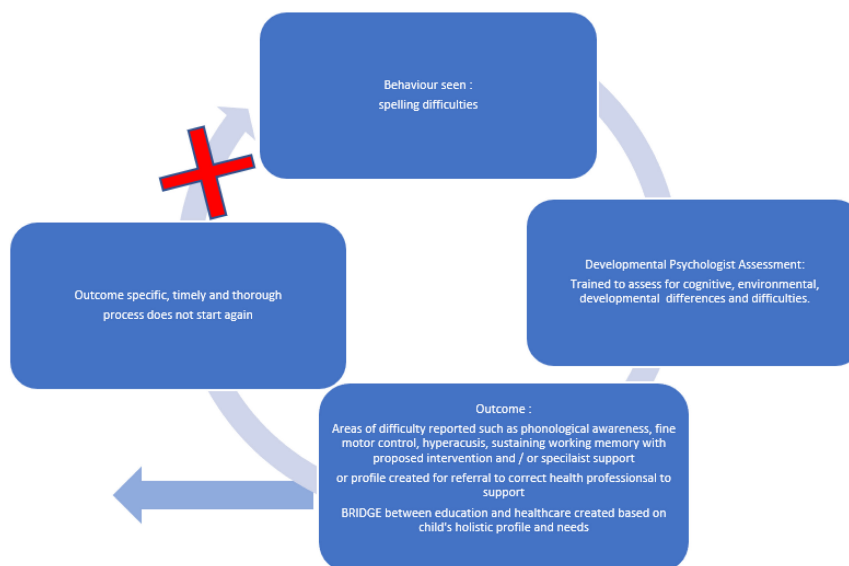 Behaviour seen :
spelling difficulties
Developmental Psychologist Assessment:
Trained to assess for cognitive, environmental,
developmental differences and difficulties.
Outcome :
Areas of difficulty reported such as phonological awareness, fine
motor control, hyperacusis, sustaining working memory with
proposed intervention and / or specilaist support
or profile created for referral to correct health professionsal to
support
BRIDGE between education and healthcare created based on
child's holistic profile and needs
Outcome specific, timely and thorough
process does not start again